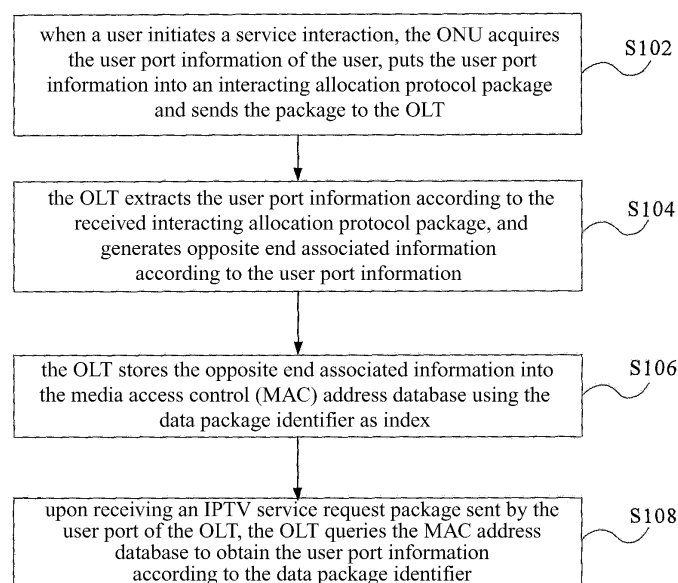 when a user initiates a service interaction, the ONU acquires
the user port information of the user, puts the user port
information into an interacting allocation protocol package
and sends the package to the OLT
S102
the OLT extracts the user port information according to the
received interacting allocation protocol package, and
generates opposite end associated information
according to the user port information
S104
the OLT stores the opposite end associated information into
the media access control (MAC) address database using the
data package identifier as index
S106
upon receiving an IPTV service request package sent by the
user port of the OLT, the OLT queries the MAC address
database to obtain the user port information
according to the data package identifier
S108